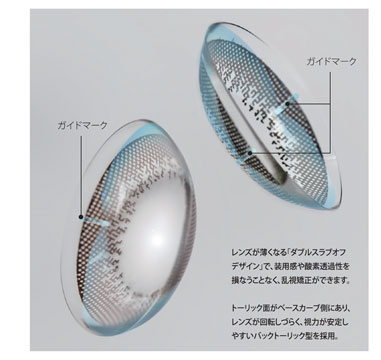 ガイドマーク
ガイドマーク
レンズが薄くなる「ダブルスラブオフ
デザイン」で、装用感や酸素透過性を
損なうことなく、乱視矯正ができます。
トーリック面がベースカーブ側にあり、
レンズが回転しづらく、視力が安定し
やすいバックトーリック型を採用。